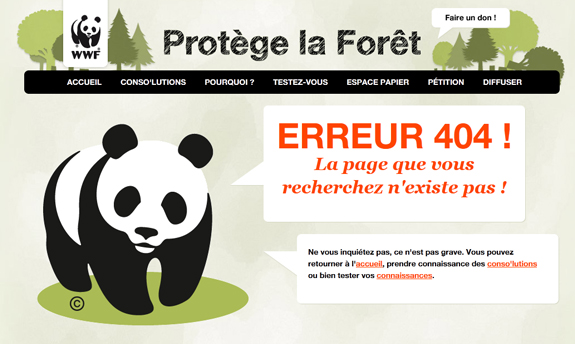 WWF
Protège la Forêt
Faire un don !
ACCUEIL CONSO'LUTIONS POURQUOI ? TESTEZ-VOUS ESPACE PAPIER PÉTITION DIFFUSER
ERREUR 404 !
La page que vous
recherchez n'existe pas !
Ne vous inquiétez pas, ce n'est pas grave. Vous pouvez
retourner à l'accueil, prendre connaissance des conso'lutions
ou bien tester vos connaissances.
©